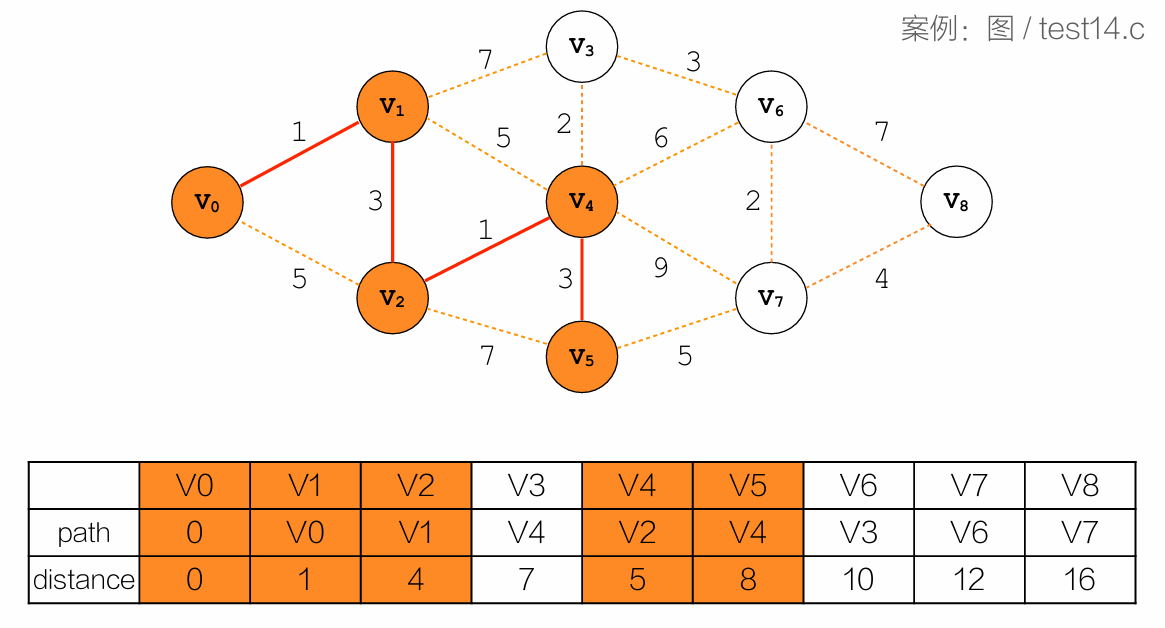 案例：图 / test14.c
V₃
7
3
V₁
V₆
1
5
2
6
7
V₀
3
V₄
2
V₈
1
5
3
9
4
V₂
V₇
7
V₅
5
V0 V1 V2 V3 V4 V5 V6 V7 V8
path 0 V0 V1 V4 V2 V4 V3 V6 V7
distance 0 1 4 7 5 8 10 12 16